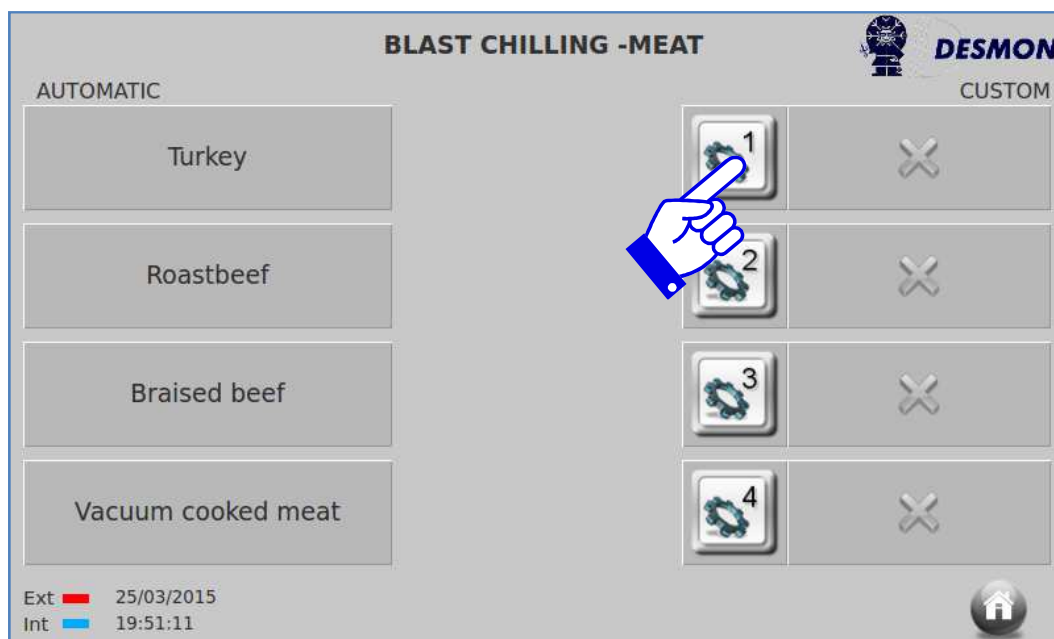 BLAST CHILLING -MEAT
DESMON
AUTOMATIC
CUSTOM
Turkey
1
Roastbeef
2
Braised beef
3
Vacuum cooked meat
4
Ext 25/03/2015
Int 19:51:11